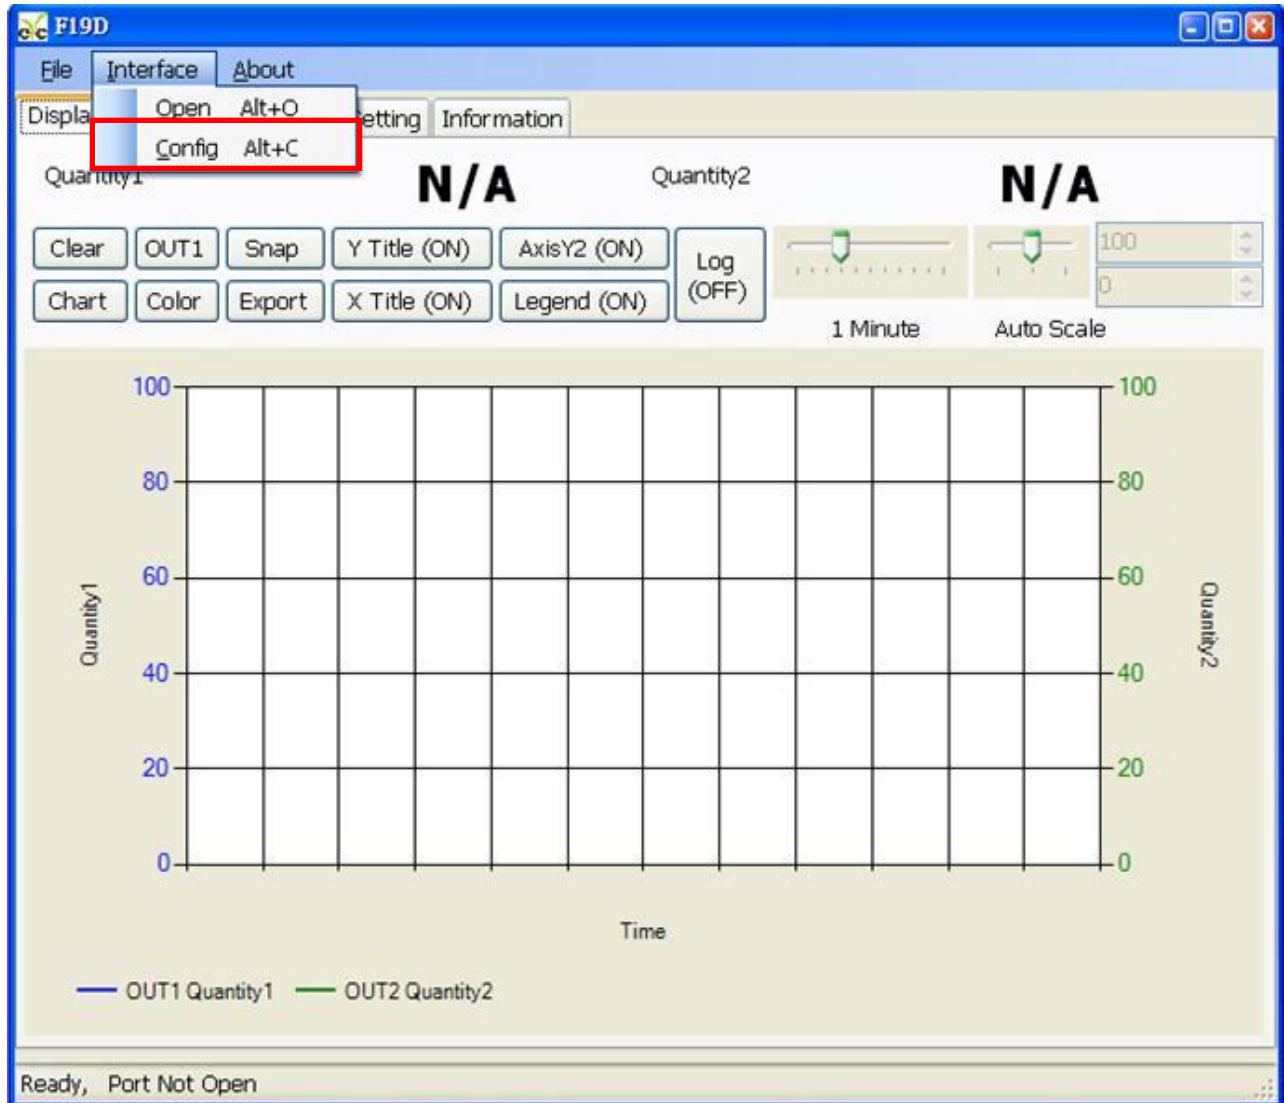 F19D
File Interface About
Open Alt+O
Config Alt+C
Information
N/A
Quantity2
N/A
Clear OUT1 Snap Y Title (ON) AxisY2 (ON) Log (OFF) 100
Chart Color Export X Title (ON) Legend (ON) 0
1 Minute Auto Scale
100 100
80 80
60 60
Quantity1 Quantity2
40 40
20 20
0 0
Time
OUT1 Quantity1 OUT2 Quantity2
Ready, Port Not Open